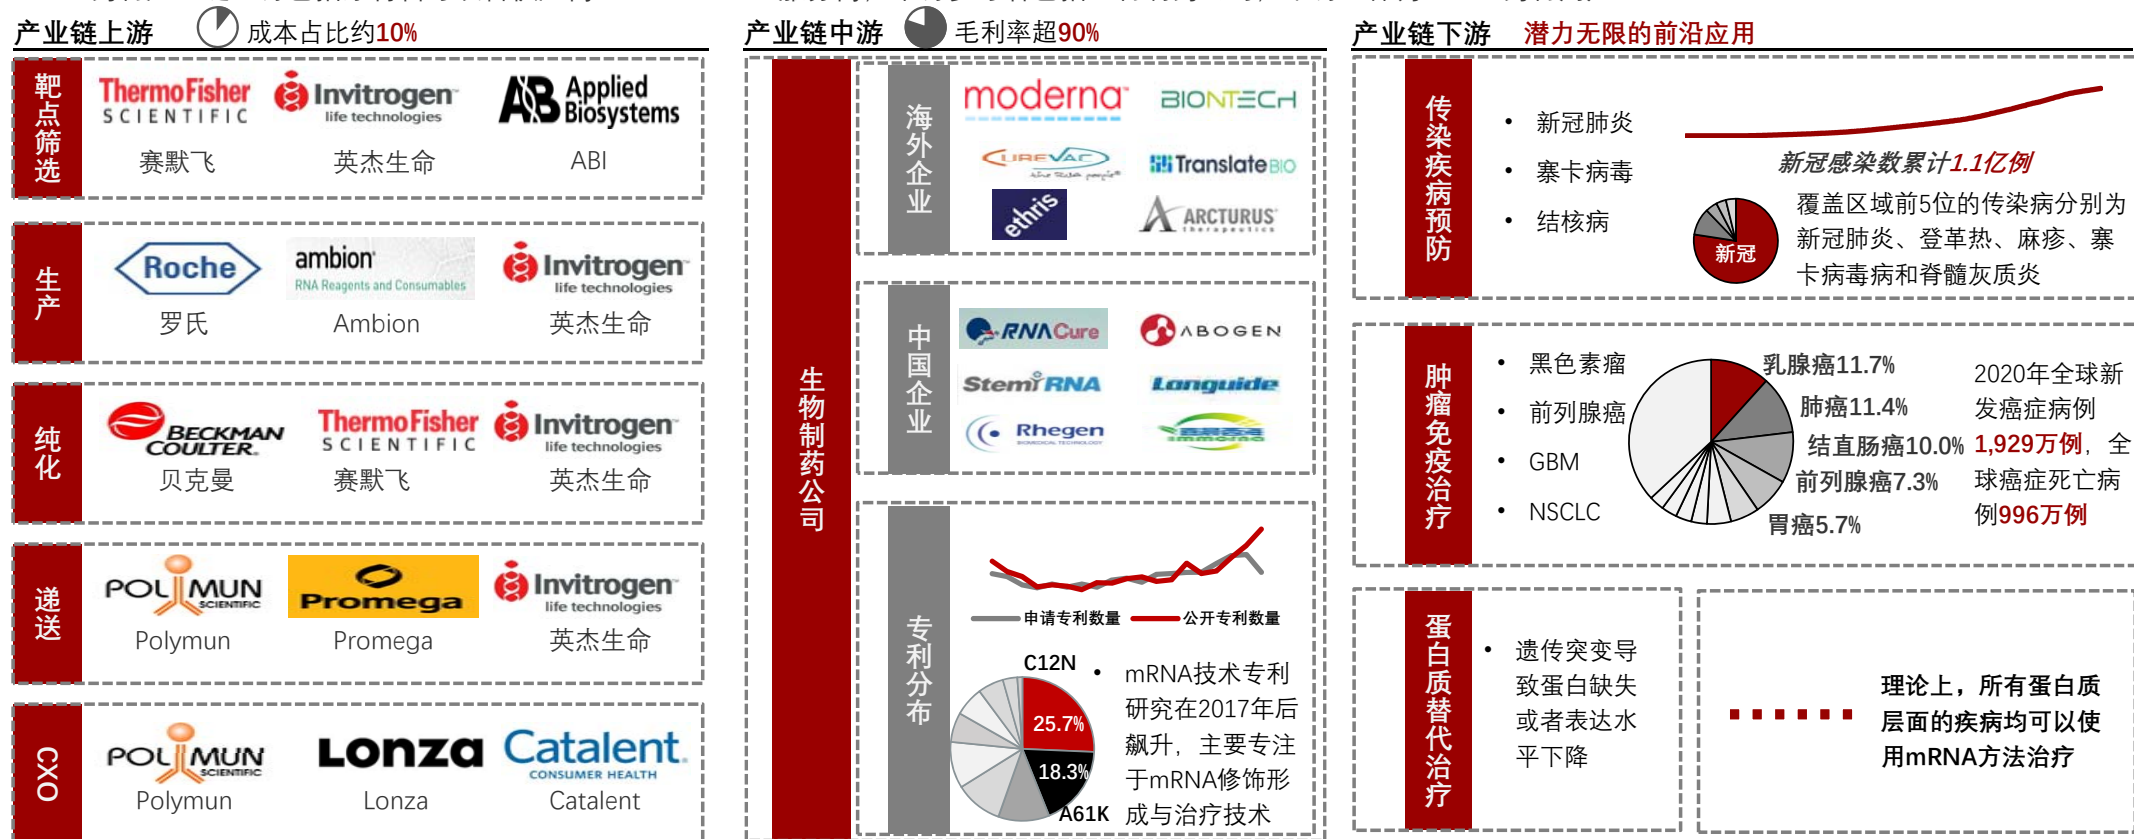 产业链上游
成本占比约10%
靶点筛选
ThermoFisher
SCIENTIFIC
赛默飞
Invitrogen™
life technologies
英杰生命
AB Applied
Biosystems
ABI
生产
Roche
罗氏
ambion
RNA Reagents and Consumables
Ambion
Invitrogen™
life technologies
英杰生命
纯化
BECKMAN
COULTER
贝克曼
ThermoFisher
SCIENTIFIC
赛默飞
Invitrogen™
life technologies
英杰生命
递送
POLYMUN
SCIENTIFIC
Polymun
Promega
Promega
Invitrogen™
life technologies
英杰生命
CXO
POLYMUN
SCIENTIFIC
Polymun
Lonza
Lonza
Catalent.
CONSUMER HEALTH
Catalent
产业链中游
毛利率超90%
生物制药公司
海外企业
moderna
BIONTECH
CUREVAC
the RNA people®
TranslateBIO
ethris
ARCTURUS
therapeutics
中国企业
RNACure
ABOGEN
StemiRNA
Languide
Rhegen
BIOMEDICAL TECHNOLOGY
immorna
专利分布
申请专利数量
公开专利数量
C12N
25.7%
18.3%
A61K
• mRNA技术专利
研究在2017年后
飙升，主要专注
于mRNA修饰形
成与治疗技术
产业链下游
潜力无限的前沿应用
传染疾病预防
• 新冠肺炎
• 寨卡病毒
• 结核病
新冠感染数累计1.1亿例
新冠
覆盖区域前5位的传染病分别为
新冠肺炎、登革热、麻疹、寨
卡病毒病和脊髓灰质炎
肿瘤免疫治疗
• 黑色素瘤
• 前列腺癌
• GBM
• NSCLC
乳腺癌11.7%
肺癌11.4%
结直肠癌10.0%
前列腺癌7.3%
胃癌5.7%
2020年全球新
发癌症病例
1,929万例，全
球癌症死亡病
例996万例
蛋白质替代治疗
• 遗传突变导
致蛋白缺失
或者表达水
平下降
理论上，所有蛋白质
层面的疾病均可以使
用mRNA方法治疗